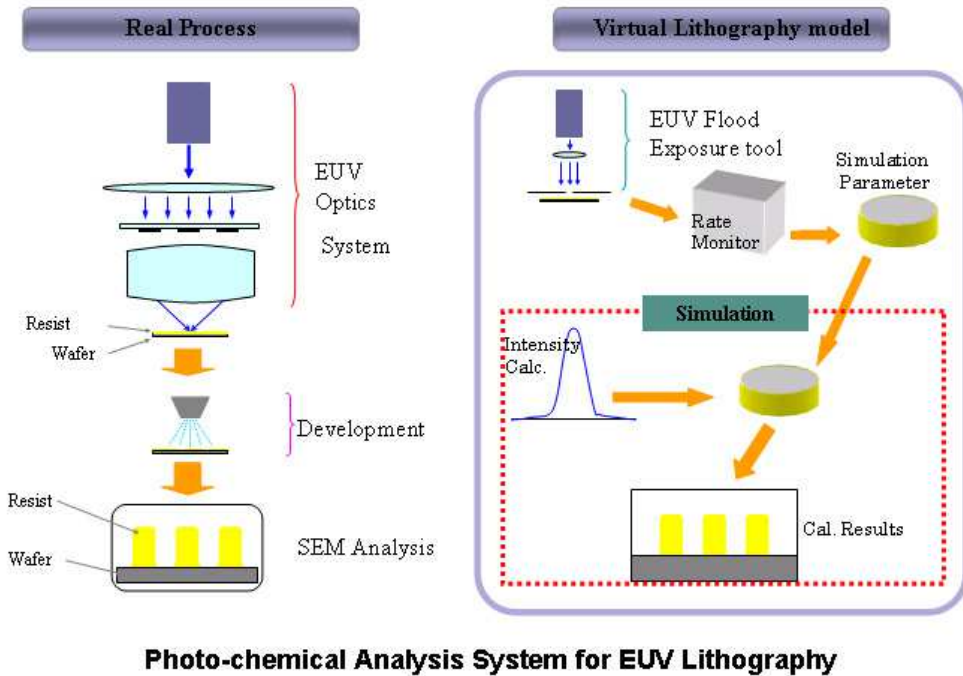 Real Process
EUV
Optics
System
Resist
Wafer
Development
Resist
Wafer
SEM Analysis
Virtual Lithography model
EUV Flood
Exposure tool
Rate
Monitor
Simulation
Parameter
Simulation
Intensity
Calc.
Cal. Results
Photo-chemical Analysis System for EUV Lithography